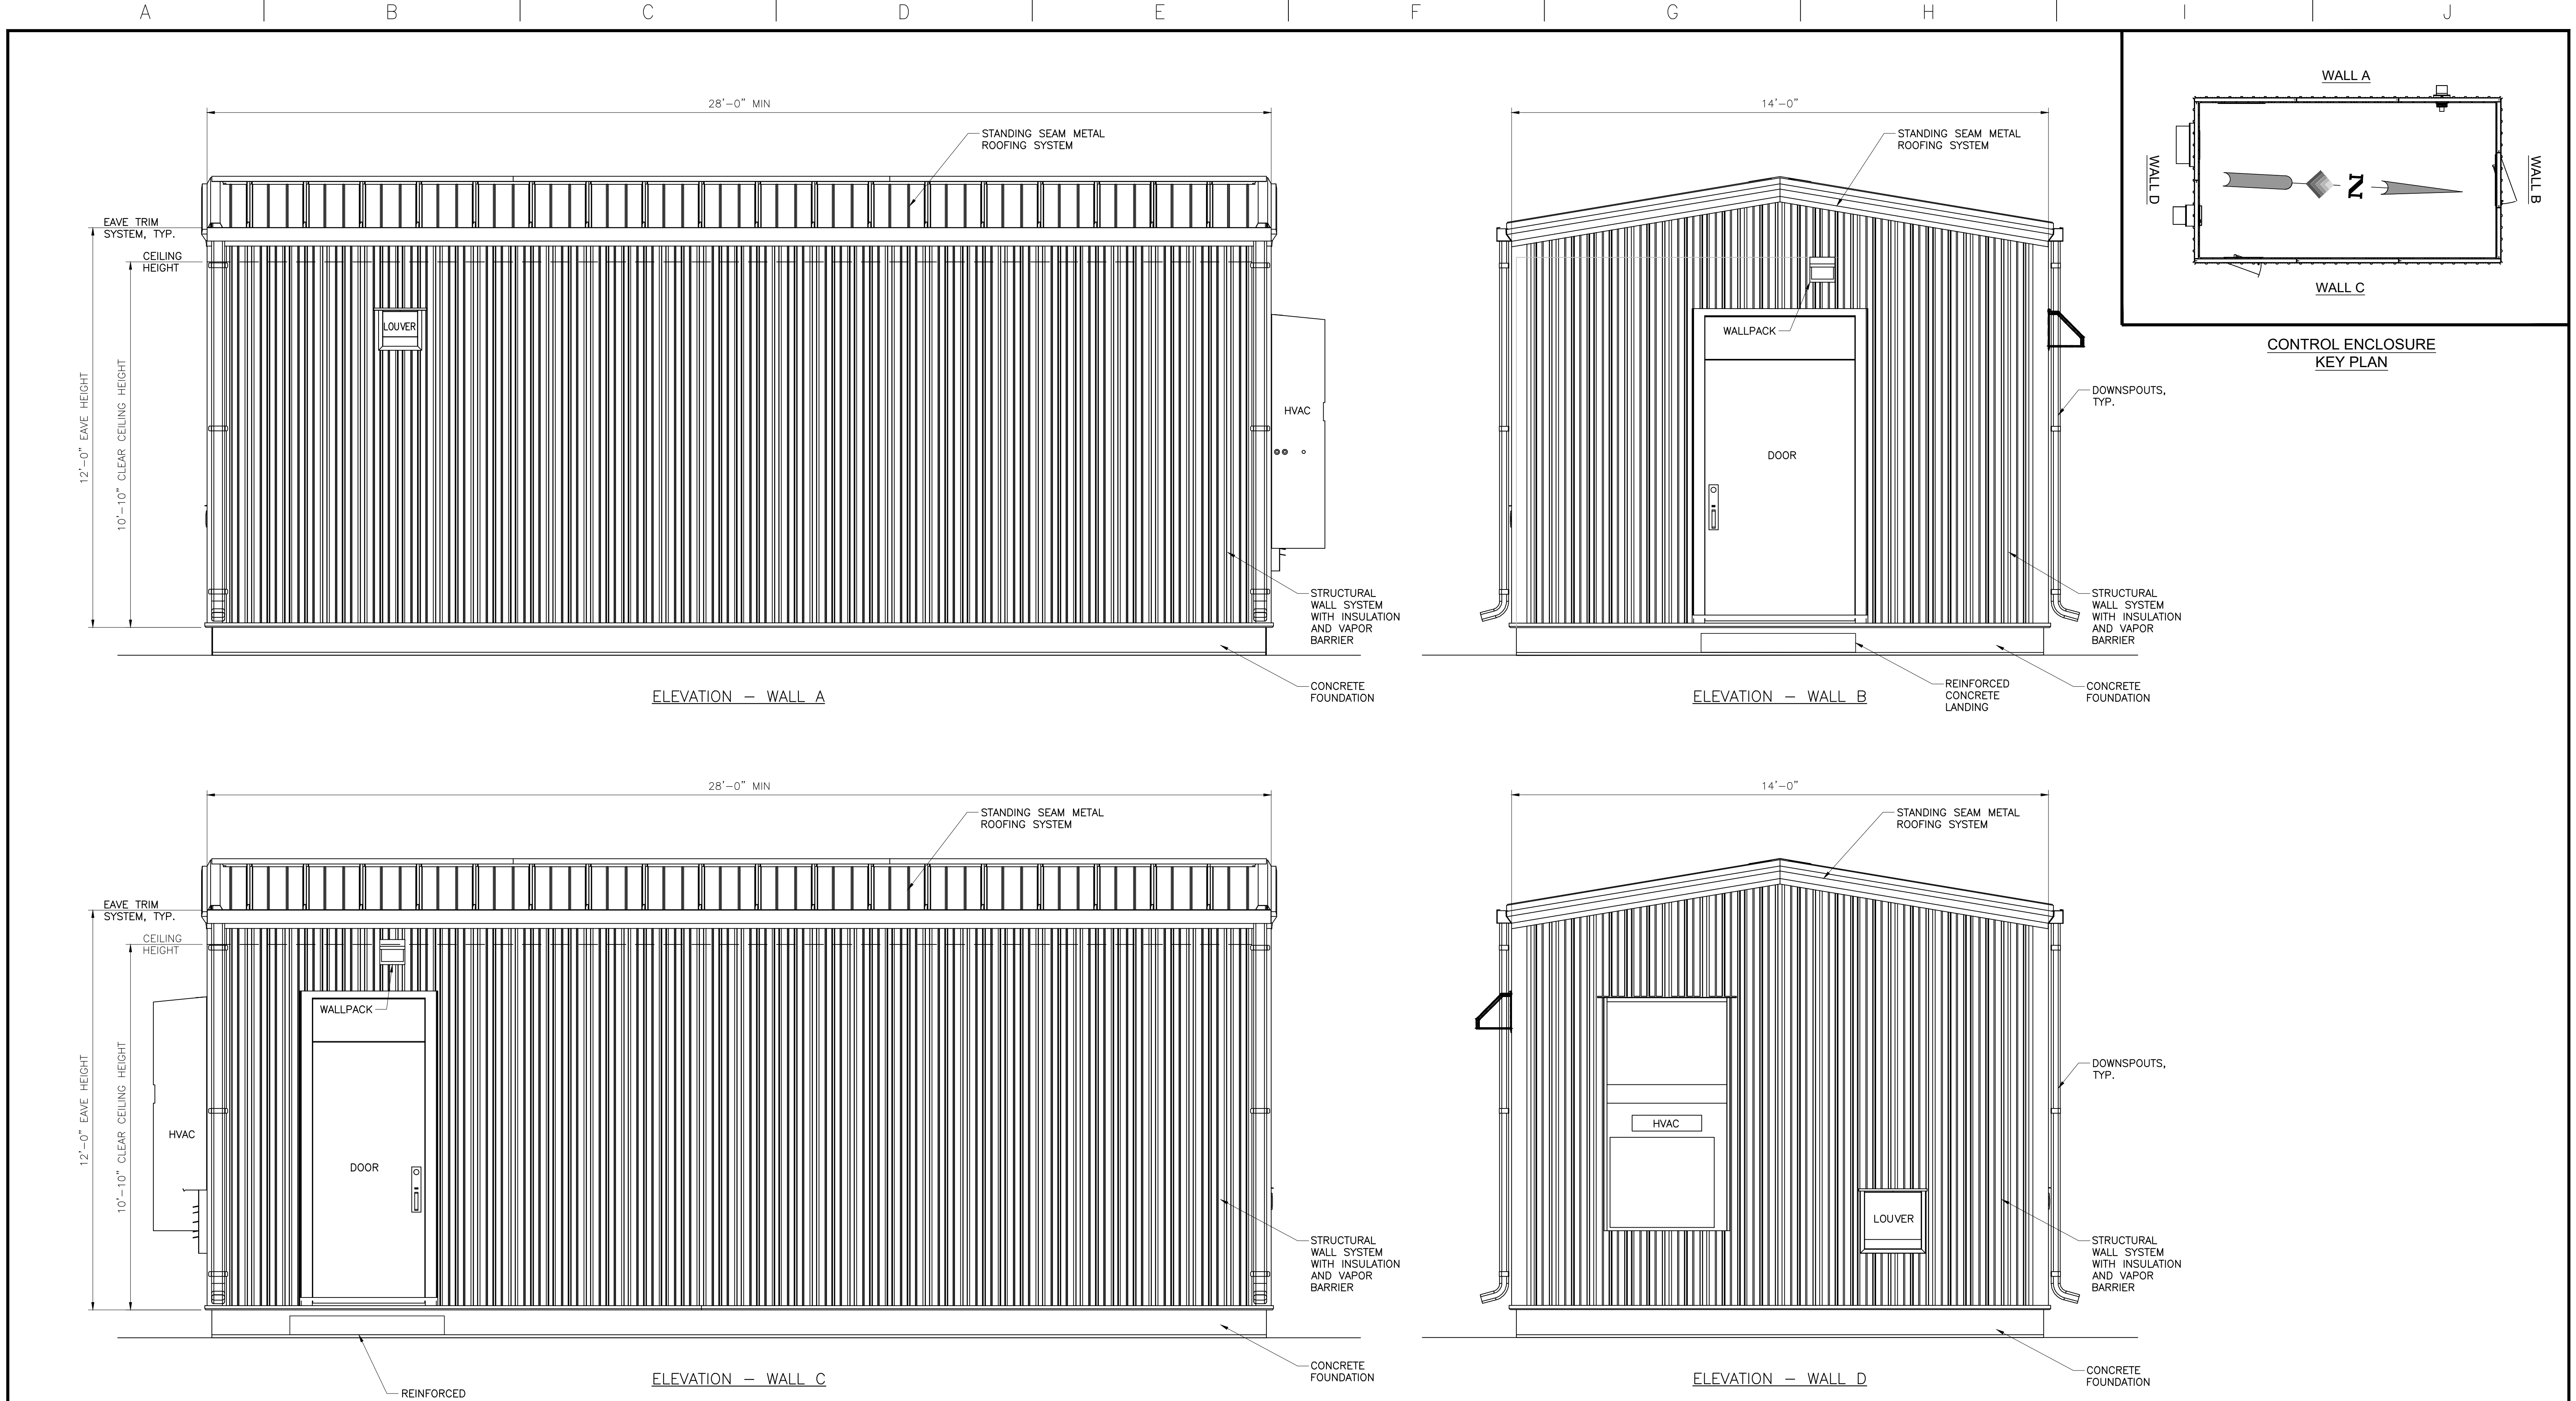 A B C D E F G H I J
28'-0" MIN
STANDING SEAM METAL
ROOFING SYSTEM
EAVE TRIM
SYSTEM, TYP.
CEILING
HEIGHT
LOUVER
12'-0" EAVE HEIGHT
10'-10" CLEAR CEILING HEIGHT
HVAC
STRUCTURAL
WALL SYSTEM
WITH INSULATION
AND VAPOR
BARRIER
CONCRETE
FOUNDATION
ELEVATION - WALL A
14'-0"
STANDING SEAM METAL
ROOFING SYSTEM
WALLPACK
DOOR
DOWNSPOUTS,
TYP.
STRUCTURAL
WALL SYSTEM
WITH INSULATION
AND VAPOR
BARRIER
REINFORCED
CONCRETE
LANDING
CONCRETE
FOUNDATION
ELEVATION - WALL B
WALL A
WALL D
N
WALL B
WALL C
CONTROL ENCLOSURE
KEY PLAN
28'-0" MIN
STANDING SEAM METAL
ROOFING SYSTEM
EAVE TRIM
SYSTEM, TYP.
CEILING
HEIGHT
WALLPACK
12'-0" EAVE HEIGHT
10'-10" CLEAR CEILING HEIGHT
HVAC
DOOR
STRUCTURAL
WALL SYSTEM
WITH INSULATION
AND VAPOR
BARRIER
CONCRETE
FOUNDATION
REINFORCED
ELEVATION - WALL C
14'-0"
STANDING SEAM METAL
ROOFING SYSTEM
DOWNSPOUTS,
TYP.
HVAC
LOUVER
STRUCTURAL
WALL SYSTEM
WITH INSULATION
AND VAPOR
BARRIER
CONCRETE
FOUNDATION
ELEVATION - WALL D